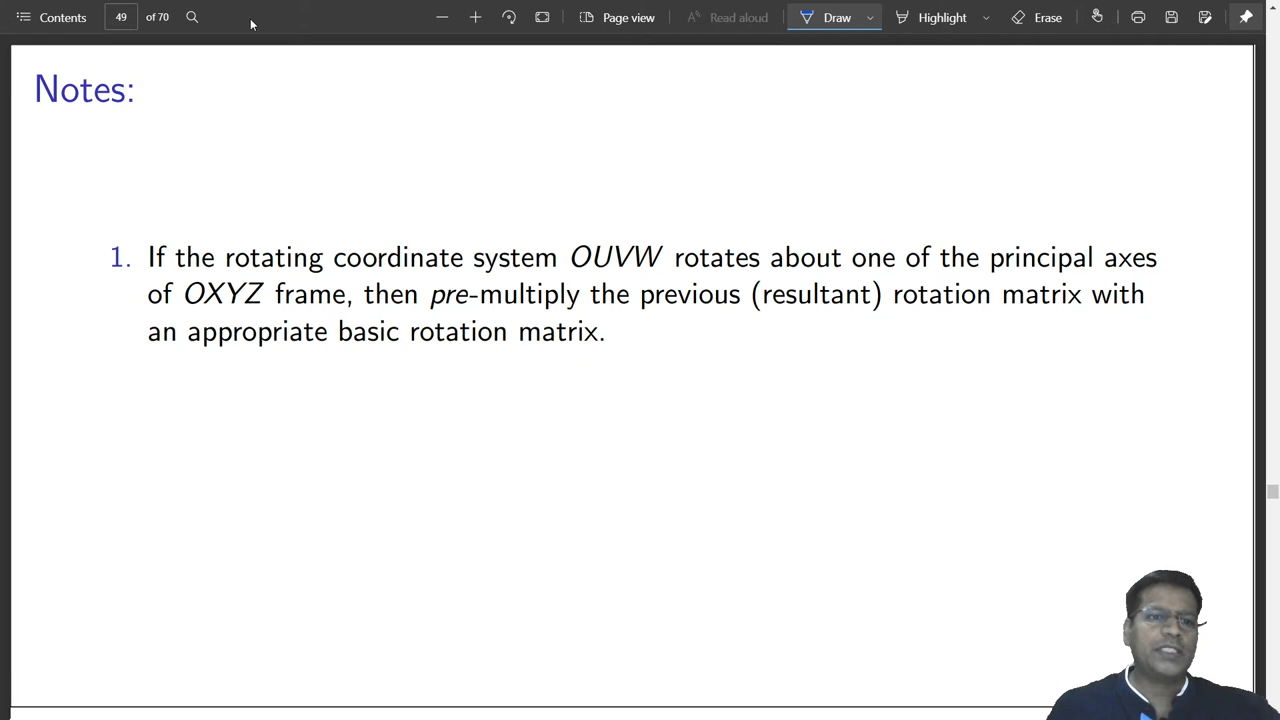 Contents 49 of 70 Page view Read aloud Draw Highlight Erase
Notes:
1. If the rotating coordinate system OUVW rotates about one of the principal axes
of OXYZ frame, then pre-multiply the previous (resultant) rotation matrix with
an appropriate basic rotation matrix.